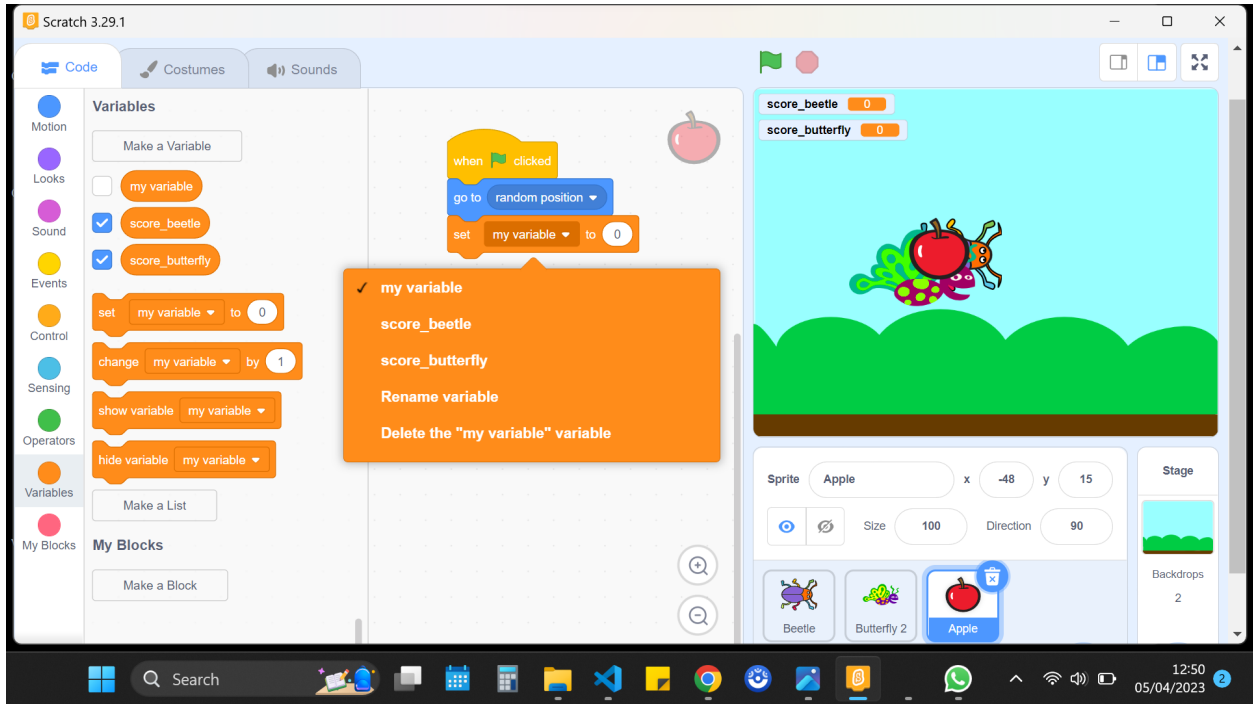 Scratch 3.29.1
Code
Costumes
Sounds
Motion
Looks
Sound
Events
Control
Sensing
Operators
Variables
My Blocks
Variables
Make a Variable
my variable
score_beetle
score_butterfly
set my variable to 0
change my variable by 1
show variable my variable
hide variable my variable
Make a List
My Blocks
Make a Block
when clicked
go to random position
set my variable to 0
✓ my variable
score_beetle
score_butterfly
Rename variable
Delete the "my variable" variable
score_beetle 0
score_butterfly 0
Sprite Apple x -48 y 15
Size 100 Direction 90
Beetle
Butterfly 2
Apple
Stage
Backdrops
2
Search
12:50
05/04/2023
2